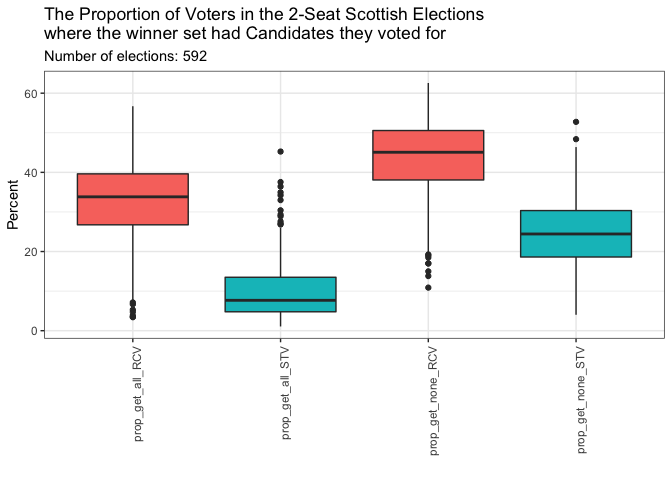 The Proportion of Voters in the 2-Seat Scottish Elections
where the winner set had Candidates they voted for
Number of elections: 592
Percent
60
40
20
0
prop_get_all_RCV
prop_get_all_STV
prop_get_none_RCV
prop_get_none_STV